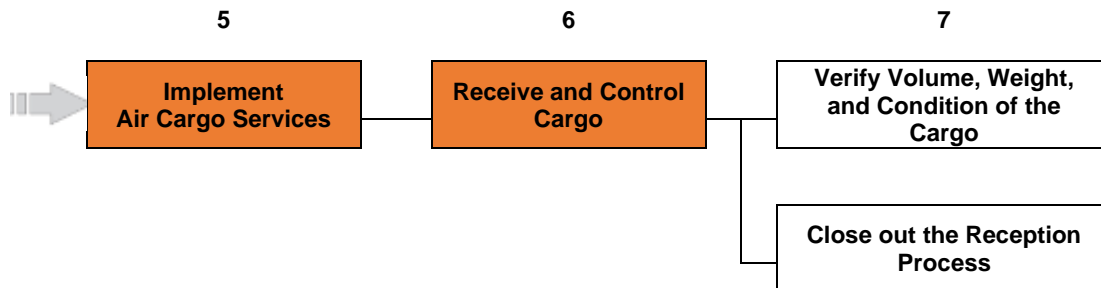 5
6
7
Implement
Air Cargo Services
Receive and Control
Cargo
Verify Volume, Weight,
and Condition of the
Cargo
Close out the Reception
Process